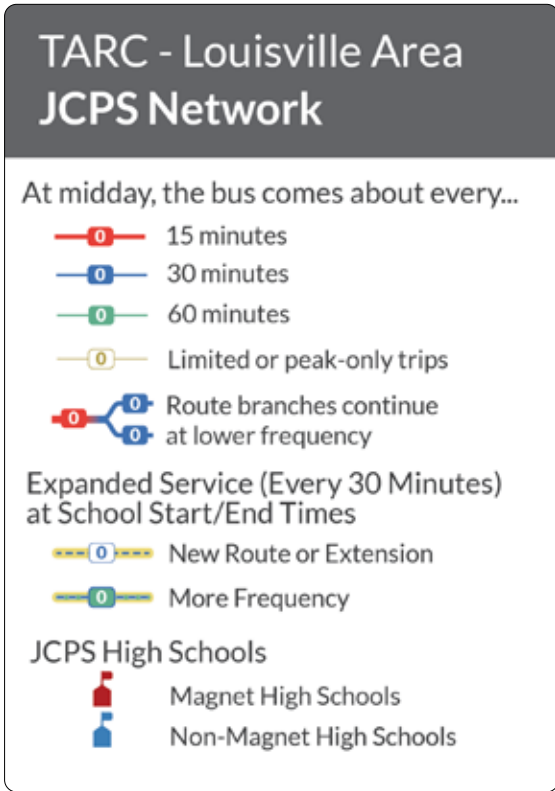 TARC - Louisville Area
JCPS Network
At midday, the bus comes about every...
0 15 minutes
0 30 minutes
0 60 minutes
0 Limited or peak-only trips
0 0 Route branches continue
0 at lower frequency
Expanded Service (Every 30 Minutes)
at School Start/End Times
0 New Route or Extension
0 More Frequency
JCPS High Schools
Magnet High Schools
Non-Magnet High Schools